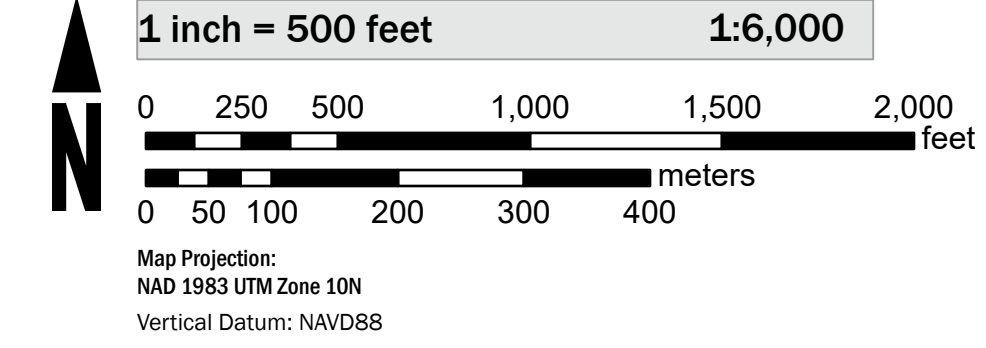 1 inch = 500 feet 1:6,000
0 250 500 1,000 1,500 2,000
feet
meters
0 50 100 200 300 400
N
Map Projection:
NAD 1983 UTM Zone 10N
Vertical Datum: NAVD88